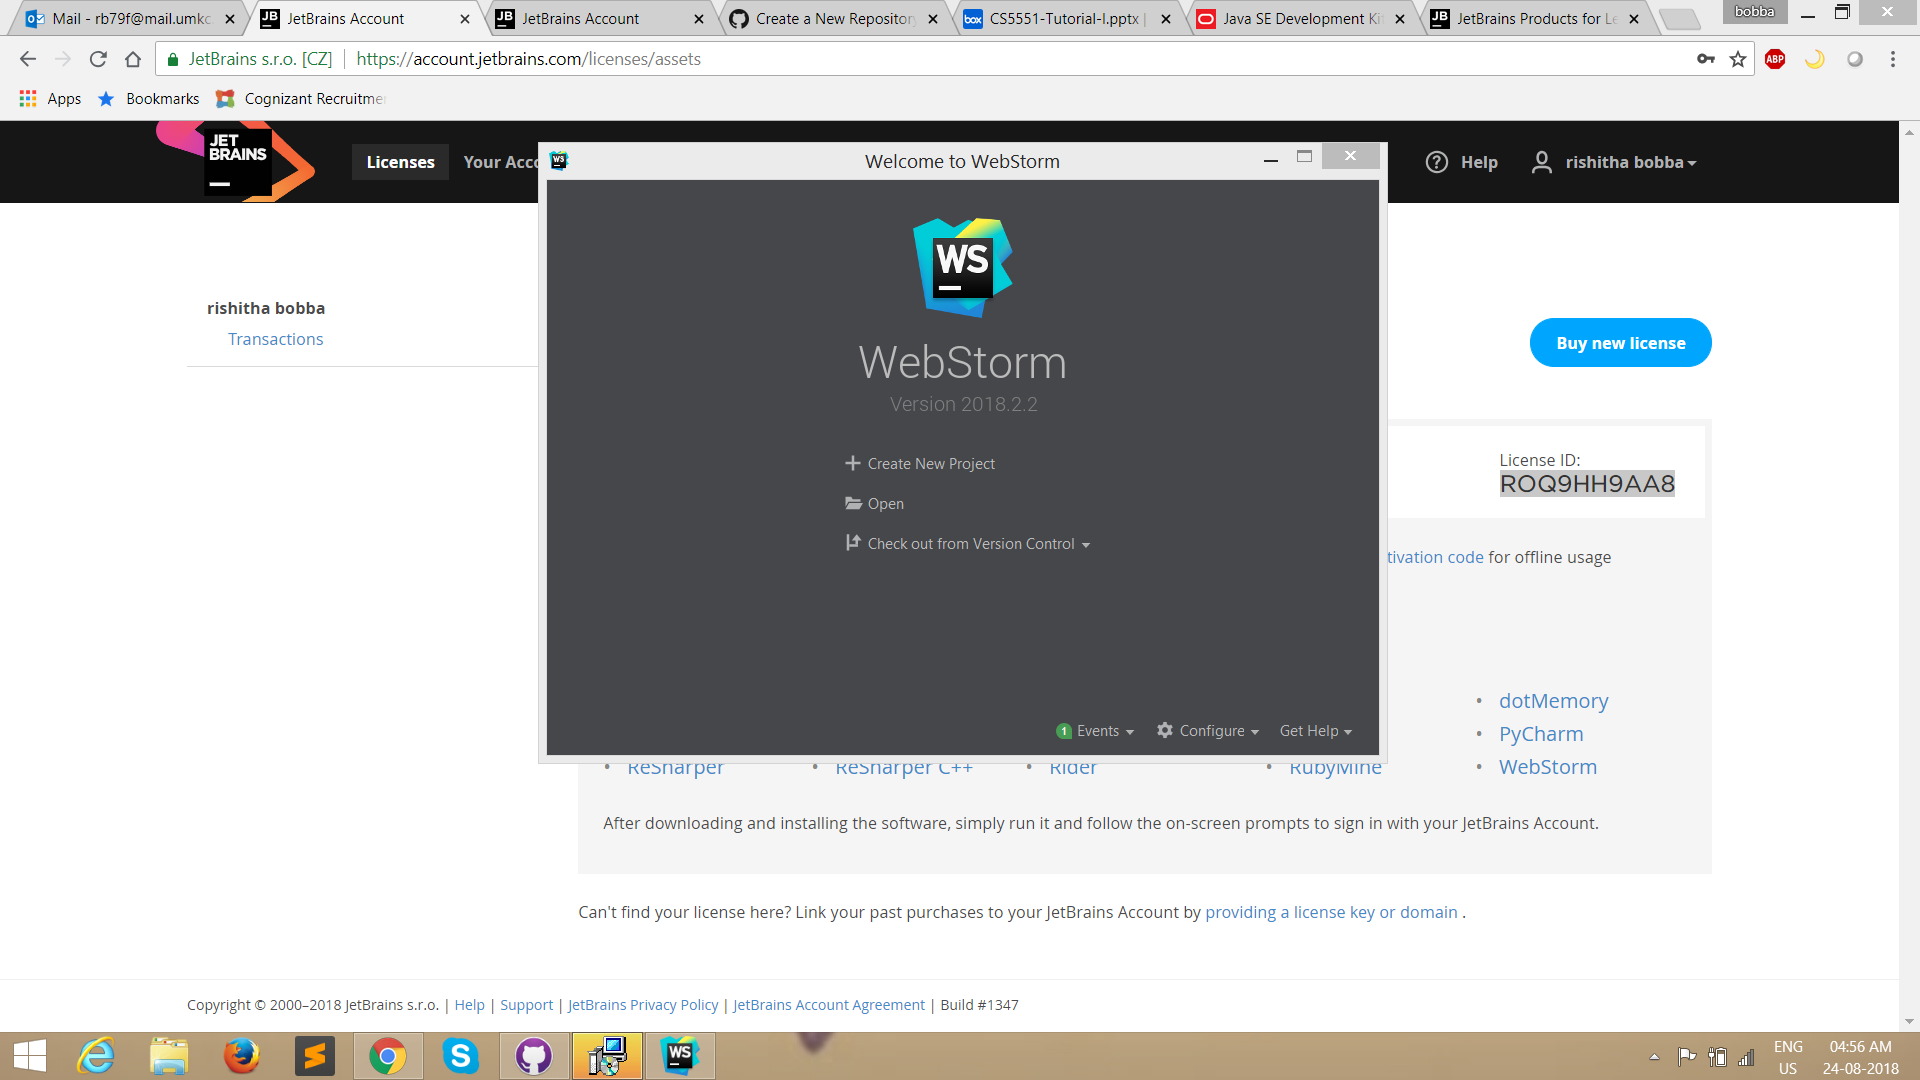 Mail - rb79f@mail.umkc
JetBrains Account
JetBrains Account
Create a New Repository
CS5551-Tutorial-I.pptx |
Java SE Development Kit
JetBrains Products for Le
bobba
JetBrains s.r.o. [CZ]
https://account.jetbrains.com/licenses/assets
ABP
Apps
Bookmarks
Cognizant Recruitme
JET
BRAINS
Licenses
Your Acco
Help
rishitha bobba
Welcome to WebStorm
WS
WebStorm
Version 2018.2.2
Create New Project
Open
Check out from Version Control
1 Events
Configure
Get Help
rishitha bobba
Transactions
Buy new license
License ID:
ROQ9HH9AA8
tivation code for offline usage
dotMemory
PyCharm
ReSharper
ReSharper C++
Rider
RubyMine
WebStorm
After downloading and installing the software, simply run it and follow the on-screen prompts to sign in with your JetBrains Account.
Can't find your license here? Link your past purchases to your JetBrains Account by providing a license key or domain .
Copyright © 2000–2018 JetBrains s.r.o. | Help | Support | JetBrains Privacy Policy | JetBrains Account Agreement | Build #1347
WS
ENG
US
04:56 AM
24-08-2018